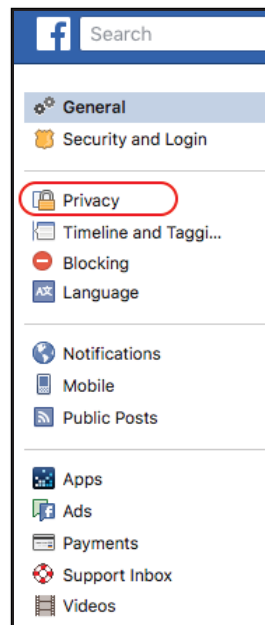 f
Search
General
Security and Login
Privacy
Timeline and Taggi...
Blocking
Language
Notifications
Mobile
Public Posts
Apps
Ads
Payments
Support Inbox
Videos